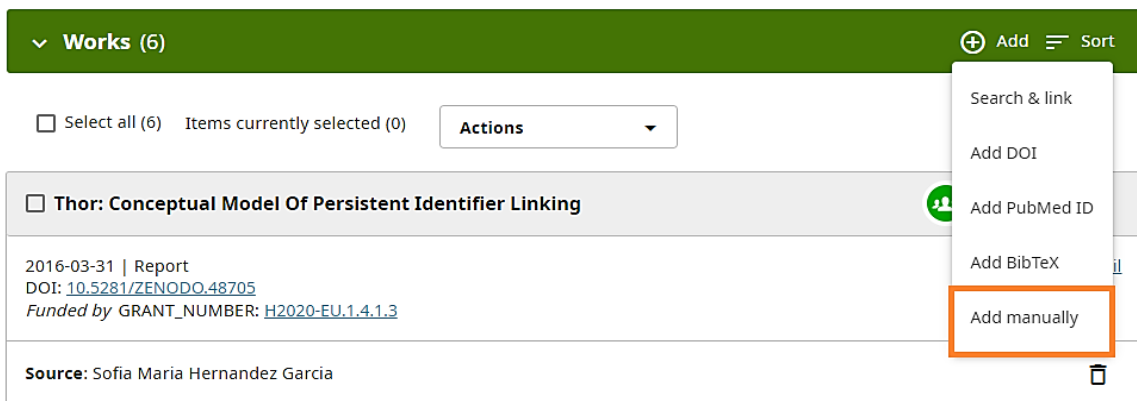 Works (6)
Add
Sort
Search & link
Select all (6)
Items currently selected (0)
Actions
Add DOI
Thor: Conceptual Model Of Persistent Identifier Linking
Add PubMed ID
2016-03-31 | Report
Add BibTeX
il
DOI: 10.5281/ZENODO.48705
Funded by GRANT_NUMBER: H2020-EU.1.4.1.3
Add manually
Source: Sofia Maria Hernandez Garcia